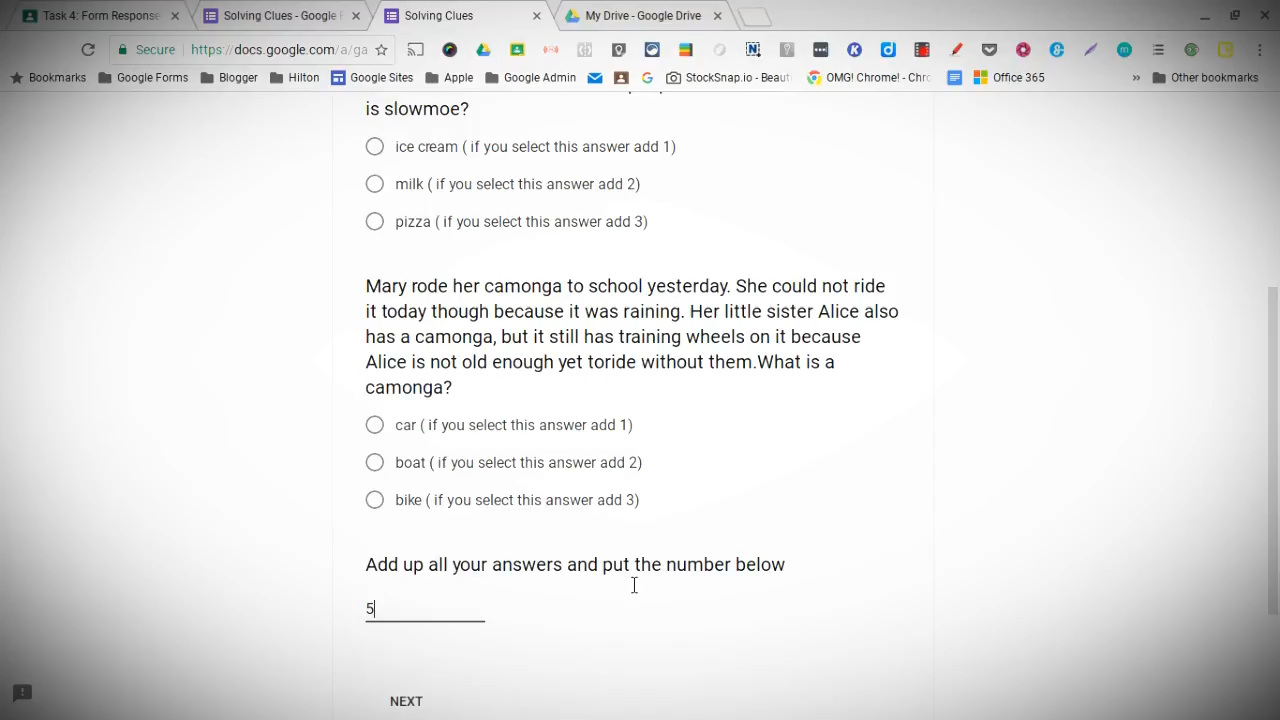 Task 4: Form Response
Solving Clues - Google F
Solving Clues
My Drive - Google Drive
Secure
https://docs.google.com/a/ga
Bookmarks
Google Forms
Blogger
Hilton
Google Sites
Apple
Google Admin
StockSnap.io - Beaut
OMG! Chrome! - Chro
Office 365
»
Other bookmarks
is slowmoe?
ice cream ( if you select this answer add 1)
milk ( if you select this answer add 2)
pizza ( if you select this answer add 3)
Mary rode her camonga to school yesterday. She could not ride
it today though because it was raining. Her little sister Alice also
has a camonga, but it still has training wheels on it because
Alice is not old enough yet toride without them.What is a
camonga?
car ( if you select this answer add 1)
boat ( if you select this answer add 2)
bike ( if you select this answer add 3)
Add up all your answers and put the number below
5
NEXT